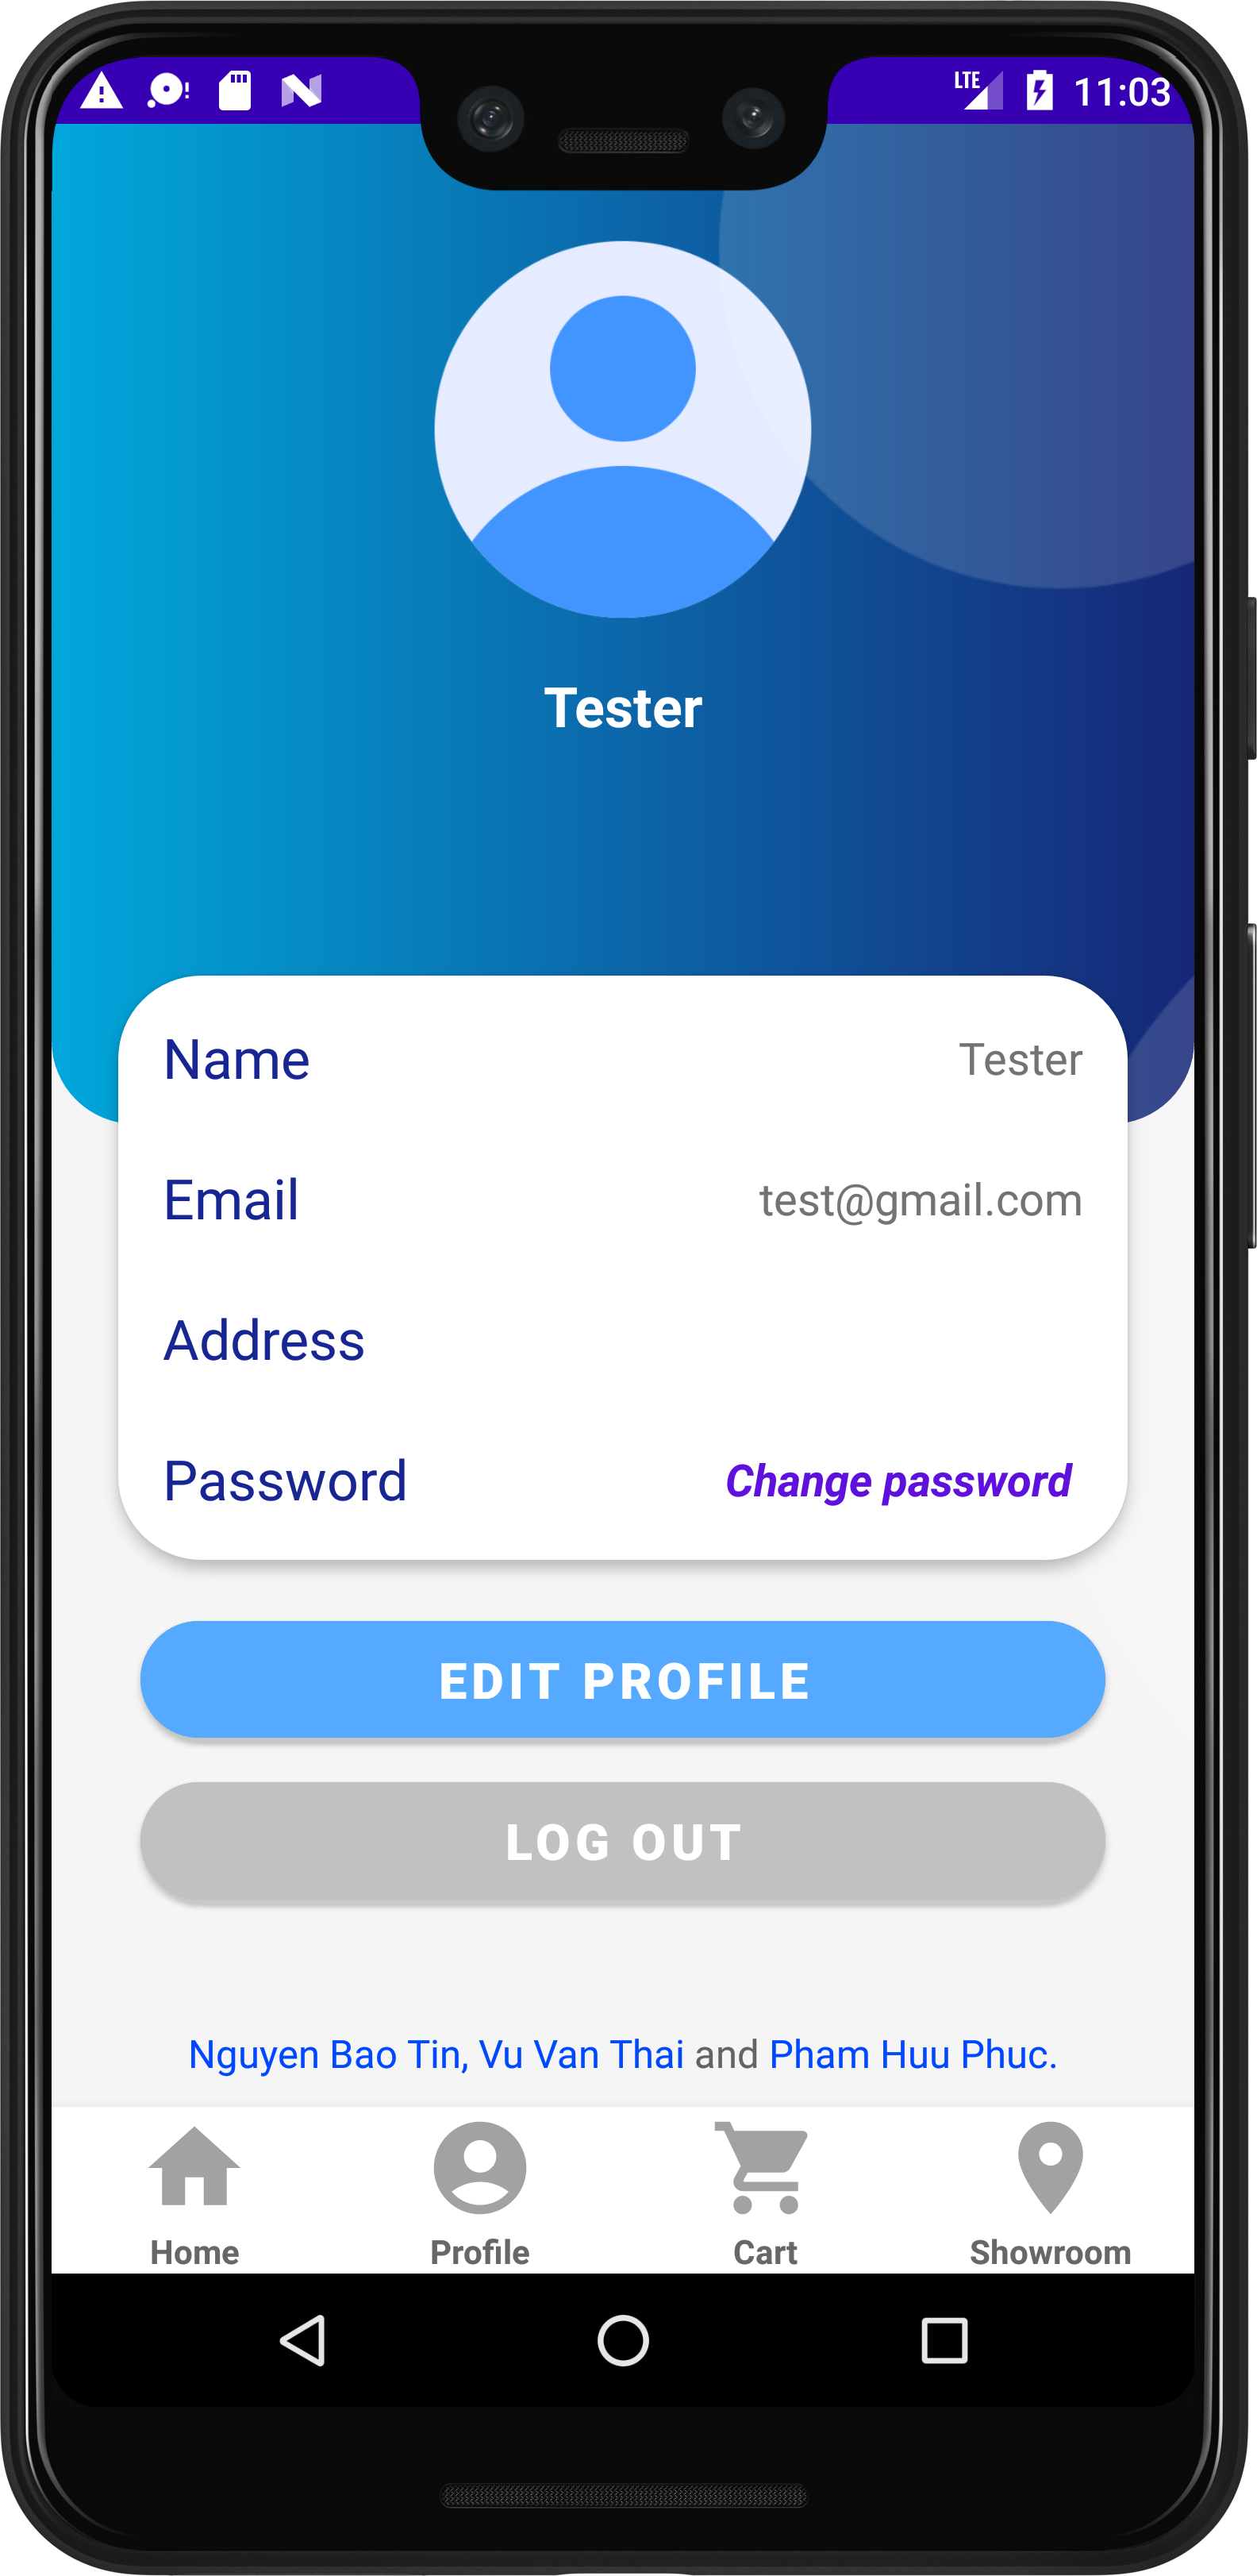 LTE 11:03
Tester
Name Tester
Email test@gmail.com
Address
Password Change password
EDIT PROFILE
LOG OUT
Nguyen Bao Tin, Vu Van Thai and Pham Huu Phuc.
Home Profile Cart Showroom